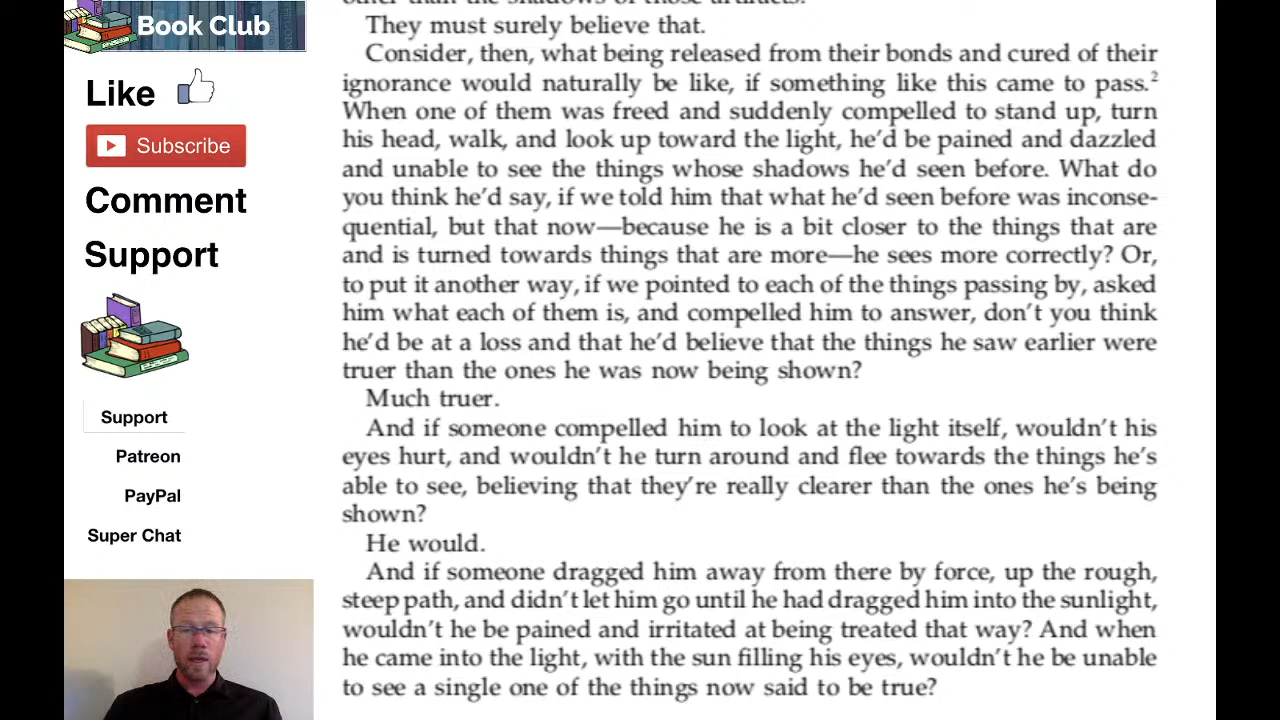 Book Club
Like
Subscribe
Comment
Support
Support
Patreon
PayPal
Super Chat
other than the shadows of those artifacts.
They must surely believe that.
Consider, then, what being released from their bonds and cured of their
ignorance would naturally be like, if something like this came to pass.2
When one of them was freed and suddenly compelled to stand up, turn
his head, walk, and look up toward the light, he'd be pained and dazzled
and unable to see the things whose shadows he'd seen before. What do
you think he'd say, if we told him that what he'd seen before was inconse-
quential, but that now—because he is a bit closer to the things that are
and is turned towards things that are more—he sees more correctly? Or,
to put it another way, if we pointed to each of the things passing by, asked
him what each of them is, and compelled him to answer, don't you think
he'd be at a loss and that he'd believe that the things he saw earlier were
truer than the ones he was now being shown?
Much truer.
And if someone compelled him to look at the light itself, wouldn't his
eyes hurt, and wouldn't he turn around and flee towards the things he's
able to see, believing that they're really clearer than the ones he's being
shown?
He would.
And if someone dragged him away from there by force, up the rough,
steep path, and didn't let him go until he had dragged him into the sunlight,
wouldn't he be pained and irritated at being treated that way? And when
he came into the light, with the sun filling his eyes, wouldn't he be unable
to see a single one of the things now said to be true?